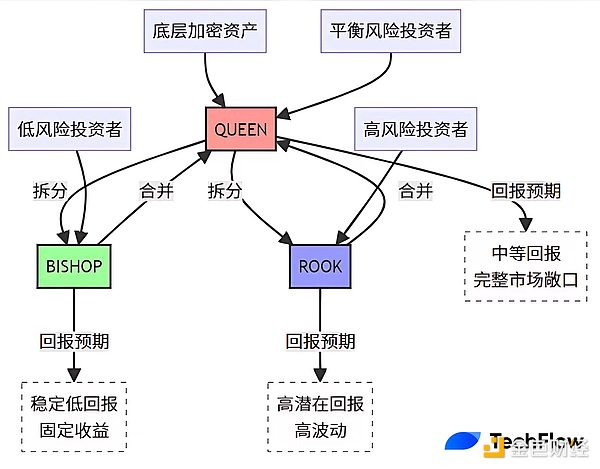 底层加密资产
平衡风险投资者
低风险投资者
QUEEN
高风险投资者
拆分
合并
拆分
合并
回报预期
BISHOP
ROOK
中等回报
完整市场敞口
回报预期
回报预期
稳定低回报
固定收益
高潜在回报
高波动
TechFlow
金色财经